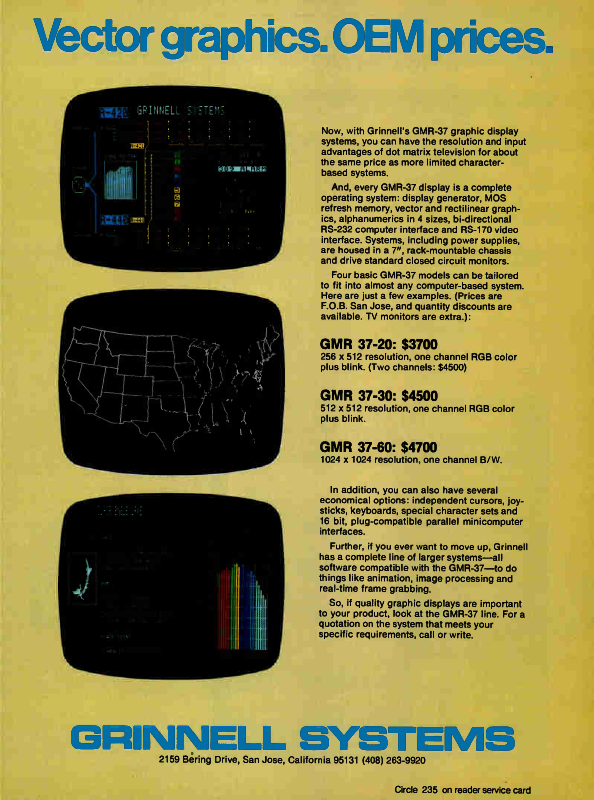 Vector graphics. OEM prices.
GRINNELL SYSTEMS
Now, with Grinnell's GMR-37 graphic display
systems, you can have the resolution and input
advantages of dot matrix television for about
the same price as more limited character-
based systems.
And, every GMR-37 display is a complete
operating system: display generator, MOS
refresh memory, vector and rectilinear graph-
ics, alphanumerics in 4 sizes, bi-directional
RS-232 computer interface and RS-170 video
interface. Systems, including power supplies,
are housed in a 7", rack-mountable chassis
and drive standard closed circuit monitors.
Four basic GMR-37 models can be tailored
to fit into almost any computer-based system.
Here are just a few examples. (Prices are
F.O.B. San Jose, and quantity discounts are
available. TV monitors are extra.):
GMR 37-20: $3700
256 x 512 resolution, one channel RGB color
plus blink. (Two channels: $4500)
GMR 37-30: $4500
512 x 512 resolution, one channel RGB color
plus blink.
GMR 37-60: $4700
1024 x 1024 resolution, one channel B/W.
In addition, you can also have several
economical options: independent cursors, joy-
sticks, keyboards, special character sets and
16 bit, plug-compatible parallel minicomputer
interfaces.
Further, if you ever want to move up, Grinnell
has a complete line of larger systems—all
software compatible with the GMR-37—to do
things like animation, image processing and
real-time frame grabbing.
So, if quality graphic displays are important
to your product, look at the GMR-37 line. For a
quotation on the system that meets your
specific requirements, call or write.
GRINNELL SYSTEMS
2159 Bering Drive, San Jose, California 95131 (408) 263-9920
Circle 235 on reader service card